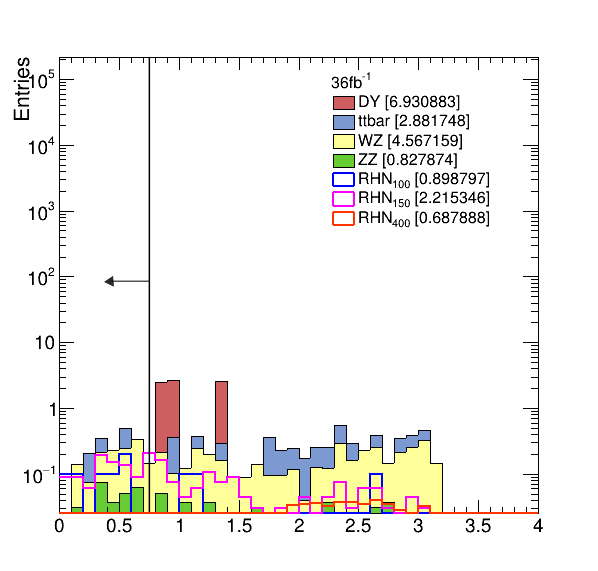 Entries
36fb⁻¹
DY [6.930883]
ttbar [2.881748]
WZ [4.567159]
ZZ [0.827874]
RHN₁₀₀ [0.898797]
RHN₁₅₀ [2.215346]
RHN₄₀₀ [0.687888]
10⁵
10⁴
10³
10²
10
1
10⁻¹
0 0.5 1 1.5 2 2.5 3 3.5 4